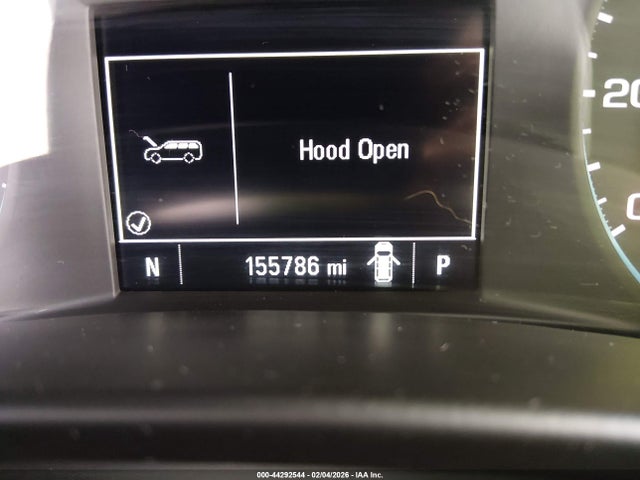 Hood Open
N 155786 mi P
20
000-44292544 - 02/04/2026 - IAA Inc.